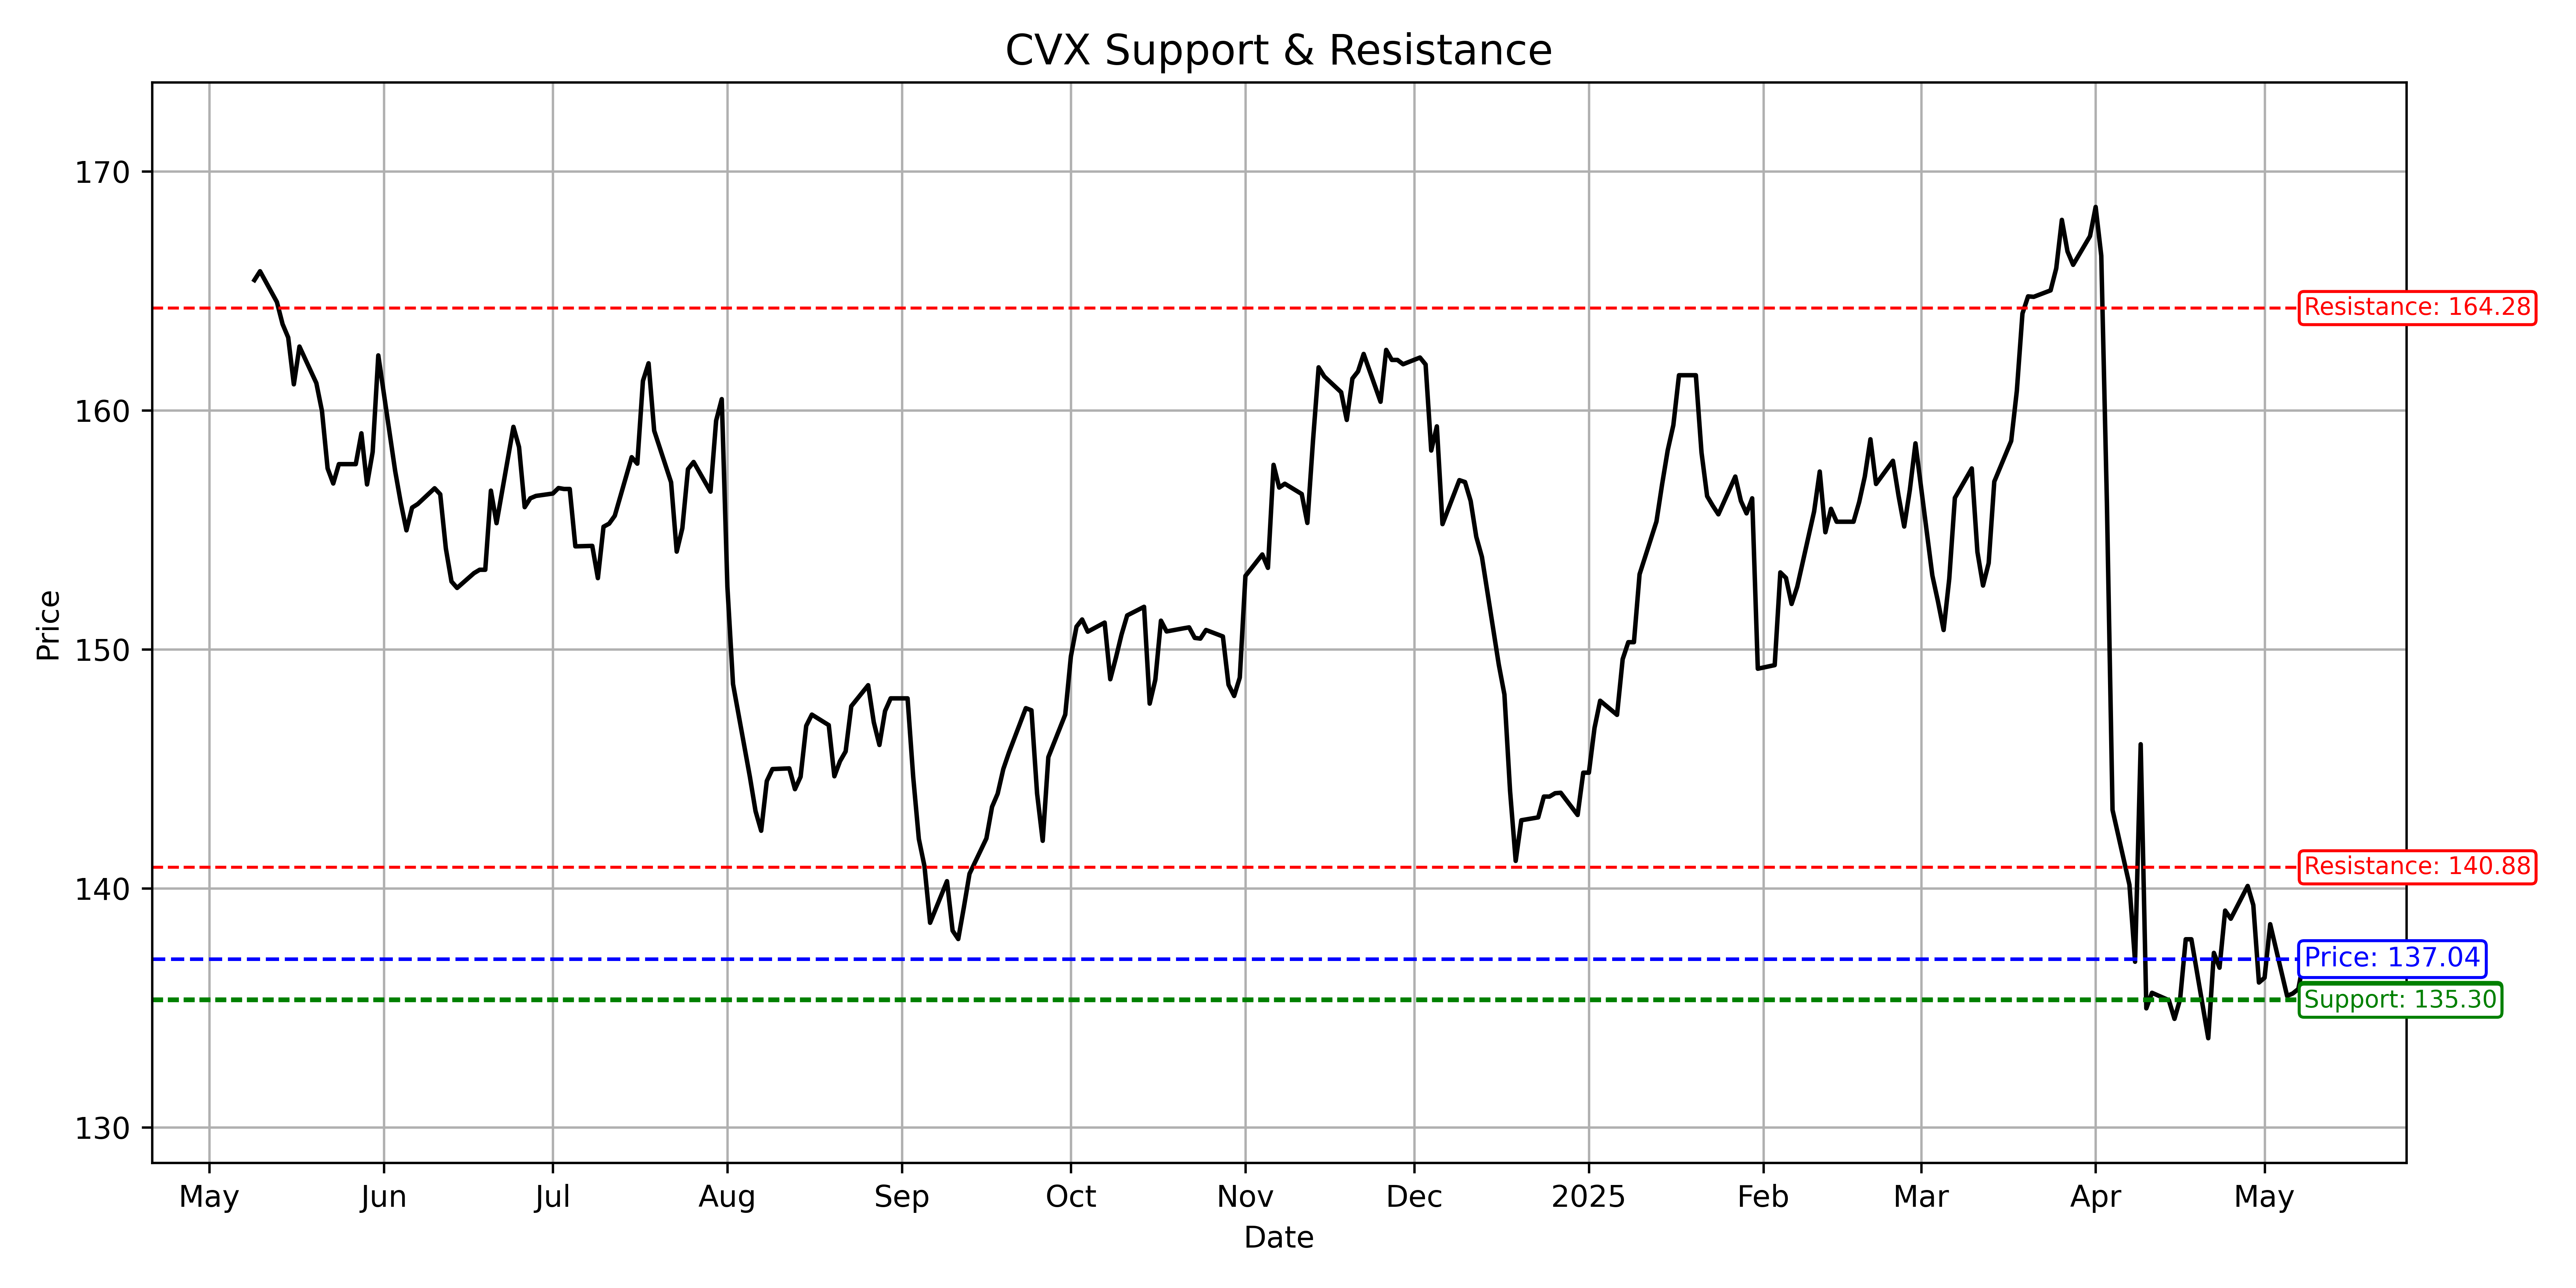 CVX Support & Resistance
Price
170
160
150
140
130
Resistance: 164.28
Resistance: 140.88
Price: 137.04
Support: 135.30
May Jun Jul Aug Sep Oct Nov Dec 2025 Feb Mar Apr May
Date